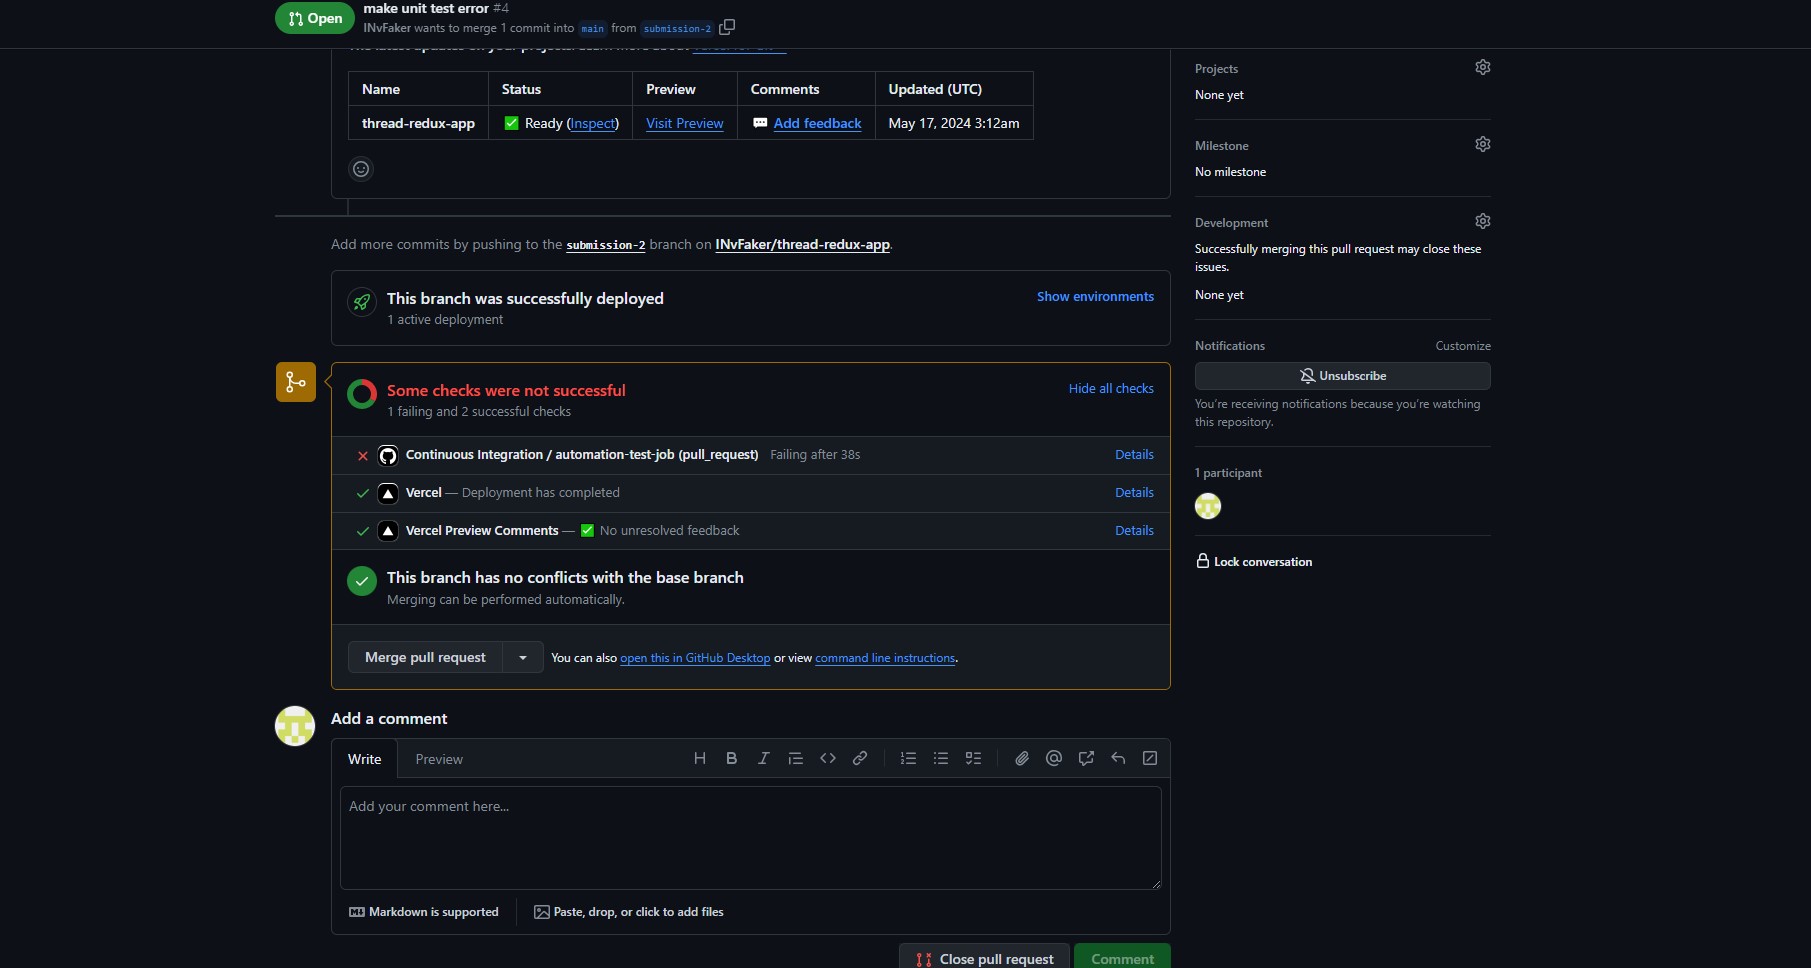 Open
make unit test error #4
INvFaker wants to merge 1 commit into main from submission-2
Name Status Preview Comments Updated (UTC)
thread-redux-app ✅ Ready (Inspect) Visit Preview 💬 Add feedback May 17, 2024 3:12am
Add more commits by pushing to the submission-2 branch on INvFaker/thread-redux-app.
This branch was successfully deployed
1 active deployment
Show environments
Some checks were not successful
1 failing and 2 successful checks
Hide all checks
Continuous Integration / automation-test-job (pull_request) Failing after 38s Details
Vercel — Deployment has completed Details
Vercel Preview Comments — ✅ No unresolved feedback Details
This branch has no conflicts with the base branch
Merging can be performed automatically.
Merge pull request
You can also open this in GitHub Desktop or view command line instructions.
Add a comment
Write Preview
Add your comment here...
Markdown is supported
Paste, drop, or click to add files
Close pull request Comment
Projects
None yet
Milestone
No milestone
Development
Successfully merging this pull request may close these
issues.
None yet
Notifications Customize
Unsubscribe
You're receiving notifications because you're watching
this repository.
1 participant
Lock conversation